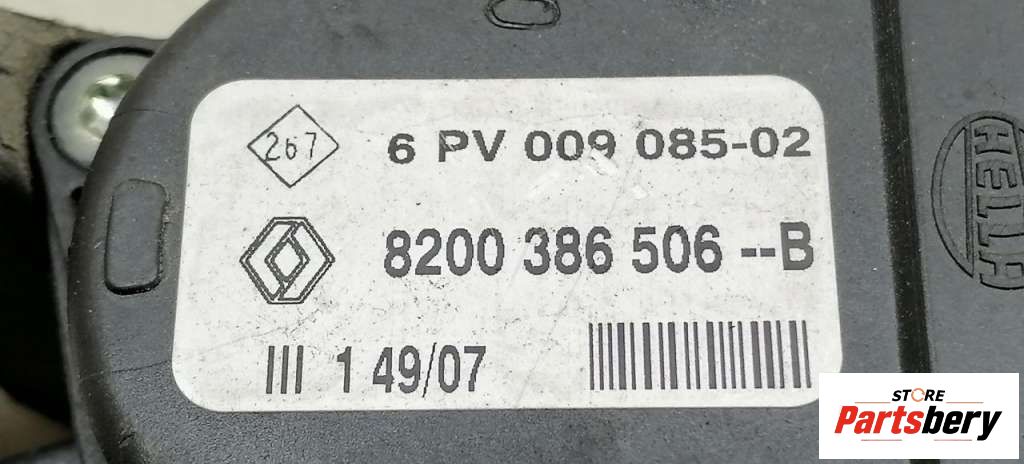 267
6 PV 009 085-02
8200 386 506 --B
III 1 49/07
HELLA
STORE
Partsbery